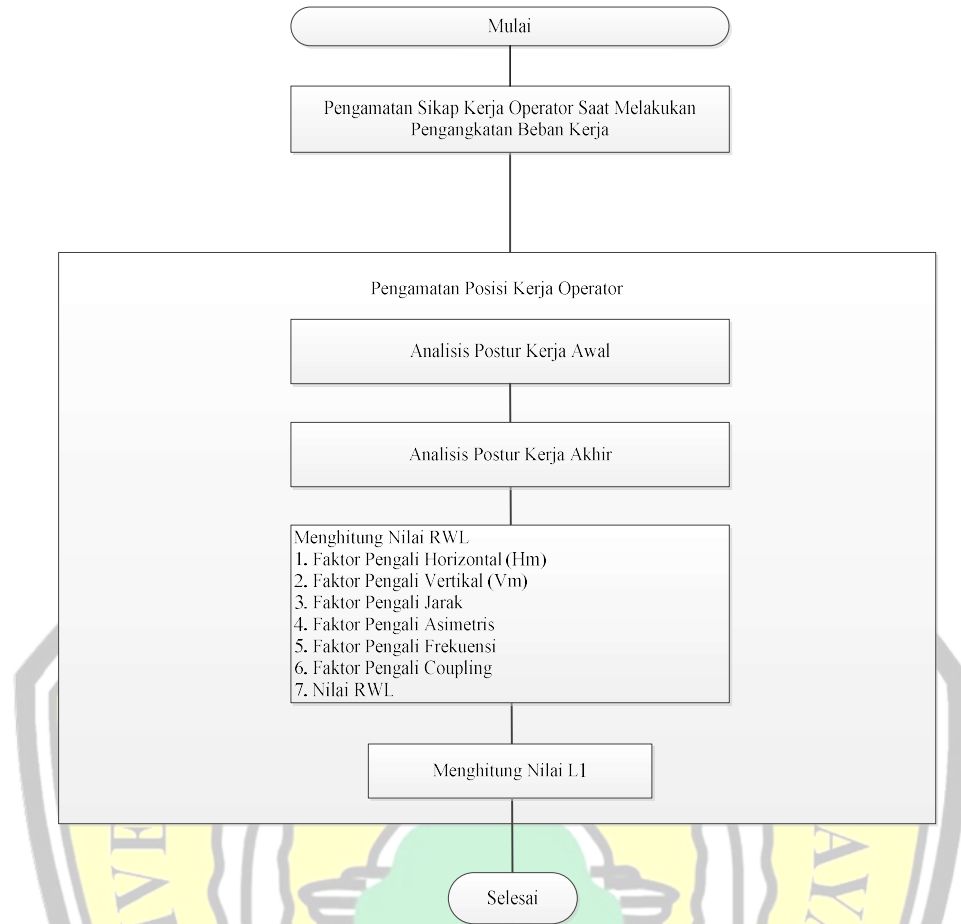 Mulai
Pengamatan Sikap Kerja Operator Saat Melakukan
Pengangkatan Beban Kerja
Pengamatan Posisi Kerja Operator
Analisis Postur Kerja Awal
Analisis Postur Kerja Akhir
Menghitung Nilai RWL
1. Faktor Pengali Horizontal (Hm)
2. Faktor Pengali Vertikal (Vm)
3. Faktor Pengali Jarak
4. Faktor Pengali Asimetris
5. Faktor Pengali Frekuensi
6. Faktor Pengali Coupling
7. Nilai RWL
Menghitung Nilai L1
Selesai